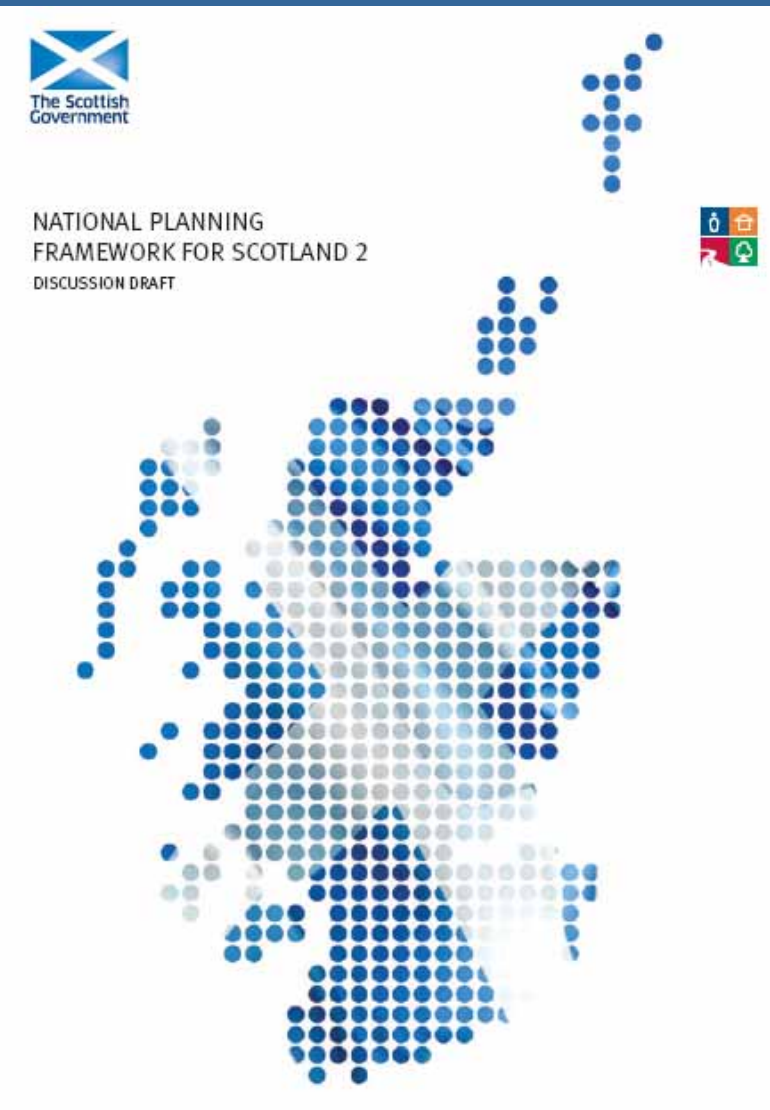 The Scottish
Government
NATIONAL PLANNING
FRAMEWORK FOR SCOTLAND 2
DISCUSSION DRAFT